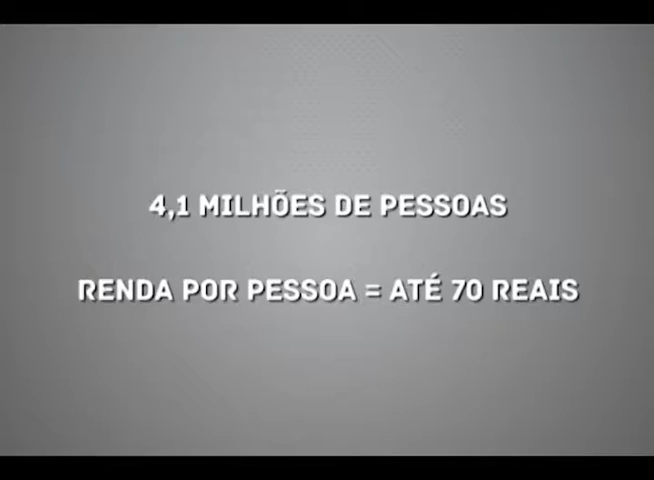 4,1 MILHÕES DE PESSOAS
RENDA POR PESSOA = ATÉ 70 REAIS